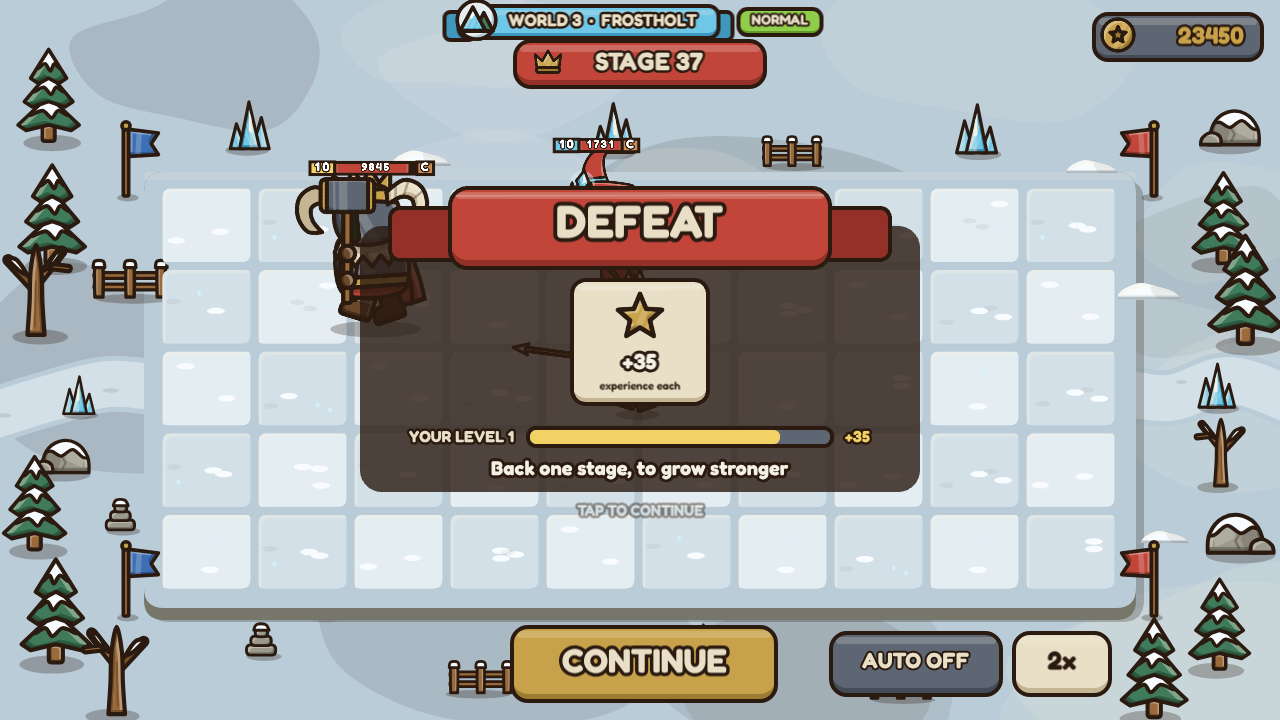 WORLD 3 • FROSTHOLT
NORMAL
STAGE 37
23450
10 1731 C
10 9845 C
DEFEAT
+35
experience each
YOUR LEVEL 1
+35
Back one stage, to grow stronger
TAP TO CONTINUE
CONTINUE
AUTO OFF
2x